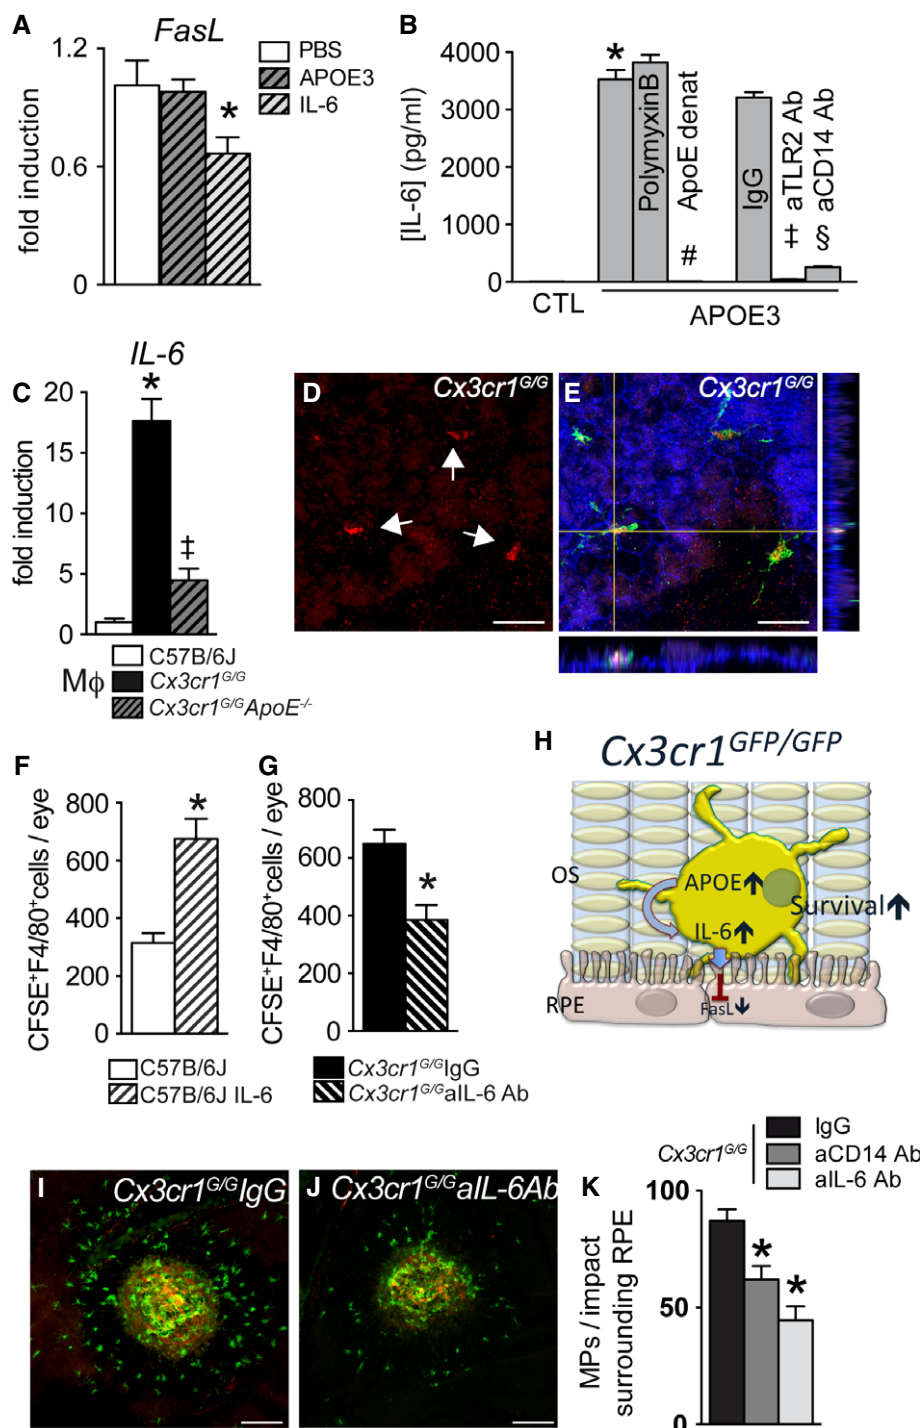 A
FasL
PBS
APOE3
IL-6
fold induction
1.2
0.6
0
*
B
[IL-6] (pg/ml)
4000
3000
2000
1000
0
*
PolymyxinB
ApoE denat
#
IgG
aTLR2 Ab
‡
aCD14 Ab
§
CTL
APOE3
C
IL-6
fold induction
20
15
10
5
0
*
‡
Mϕ
C57B/6J
Cx3cr1G/G
Cx3cr1G/GApoE-/-
D
Cx3cr1G/G
E
Cx3cr1G/G
F
CFSE+F4/80+cells / eye
800
600
400
200
0
*
C57B/6J
C57B/6J IL-6
G
CFSE+F4/80+cells / eye
800
600
400
200
0
*
Cx3cr1G/GIgG
Cx3cr1G/GaIL-6 Ab
H
Cx3cr1GFP/GFP
OS
APOE
Survival
IL-6
RPE
FasL
I
Cx3cr1G/GIgG
J
Cx3cr1G/GaIL-6Ab
K
Cx3cr1G/G
IgG
aCD14 Ab
aIL-6 Ab
MPs / impact
surrounding RPE
100
50
0
*
*